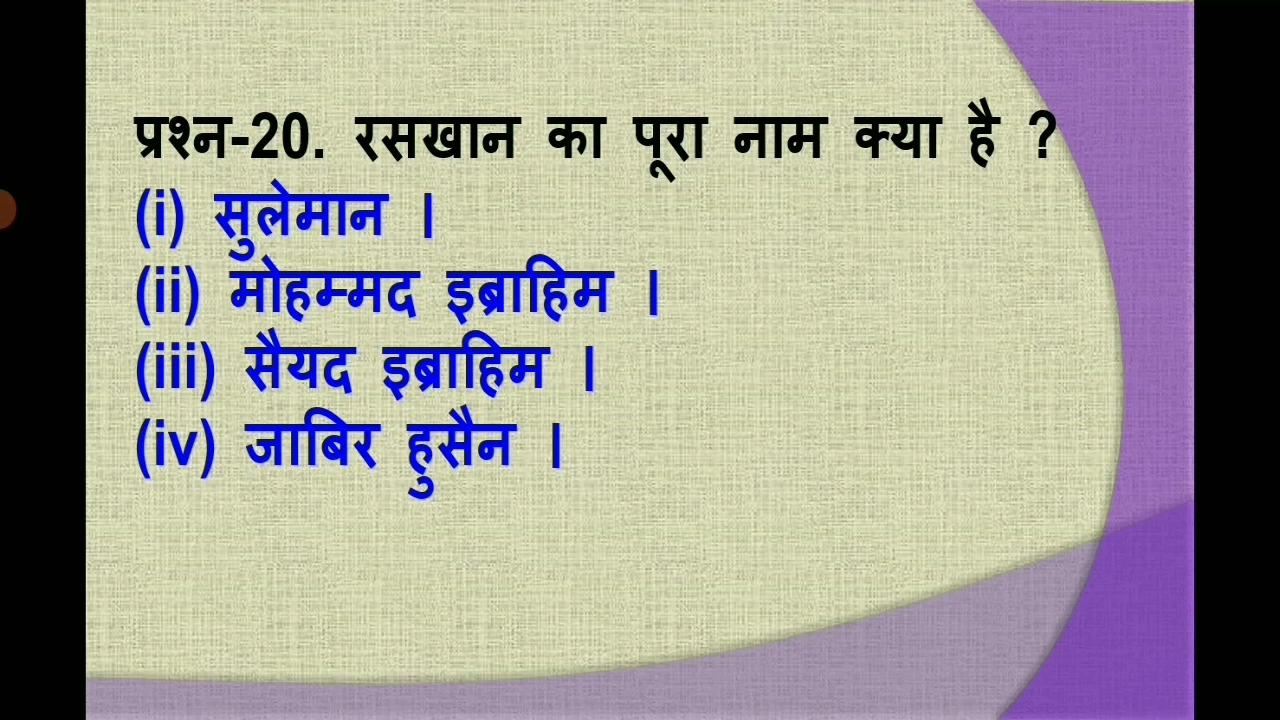 प्रश्न-20. रसखान का पूरा नाम क्या है ?
(i) सुलेमान ।
(ii) मोहम्मद इब्राहिम ।
(iii) सैयद इब्राहिम ।
(iv) जाबिर हुसैन ।